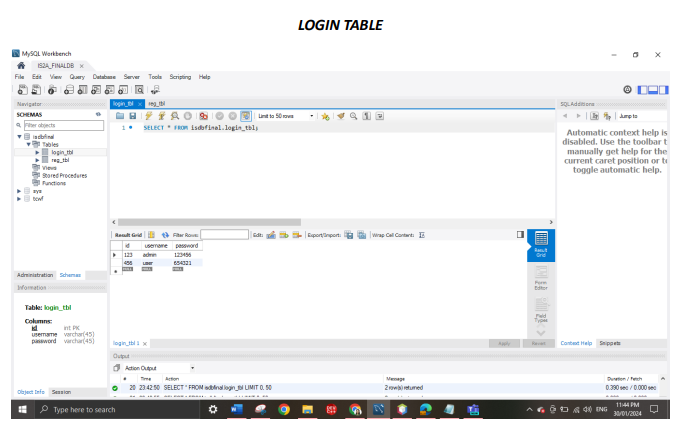 LOGIN TABLE
MySQL Workbench
IS2A_FINALDB ×
File Edit View Query Database Server Tools Scripting Help
Navigator
SCHEMAS
Filter objects
isdbfinal
Tables
login_tbl
reg_tbl
Views
Stored Procedures
Functions
sys
tcwf
Administration Schemas
Information
Table: login_tbl
Columns:
id int PK
username varchar(45)
password varchar(45)
Object Info Session
login_tbl × reg_tbl
Limit to 50 rows
1 SELECT * FROM isdbfinal.login_tbl;
Result Grid Filter Rows: Edit: Export/Import: Wrap Cell Content:
id username password
123 admin 123456
456 user 654321
NULL NULL NULL
Result Grid
Form Editor
Field Types
login_tbl 1 ×
Apply Revert
Output
Action Output
# Time Action Message Duration / Fetch
20 23:42:50 SELECT * FROM isdbfinal.login_tbl LIMIT 0, 50 2 row(s) returned 0.390 sec / 0.000 sec
SQLAdditions
Jump to
Automatic context help is
disabled. Use the toolbar t
manually get help for the
current caret position or to
toggle automatic help.
Context Help Snippets
Type here to search
ENG
11:44 PM
30/01/2024